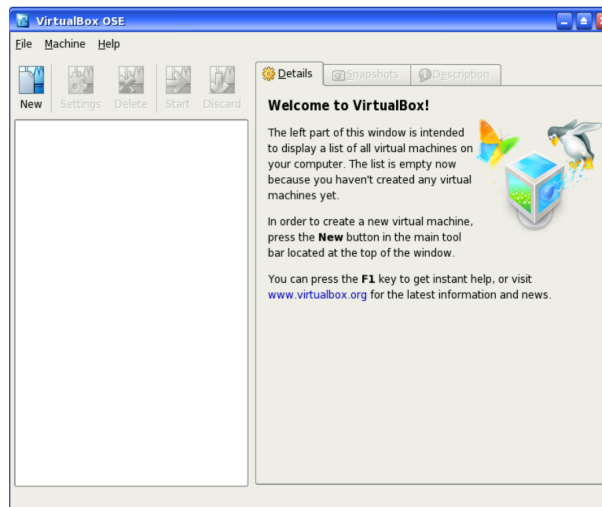 VirtualBox OSE
File Machine Help
New Settings Delete Start Discard
Details Snapshots Description
Welcome to VirtualBox!
The left part of this window is intended
to display a list of all virtual machines on
your computer. The list is empty now
because you haven't created any virtual
machines yet.
In order to create a new virtual machine,
press the New button in the main tool
bar located at the top of the window.
You can press the F1 key to get instant help, or visit
www.virtualbox.org for the latest information and news.